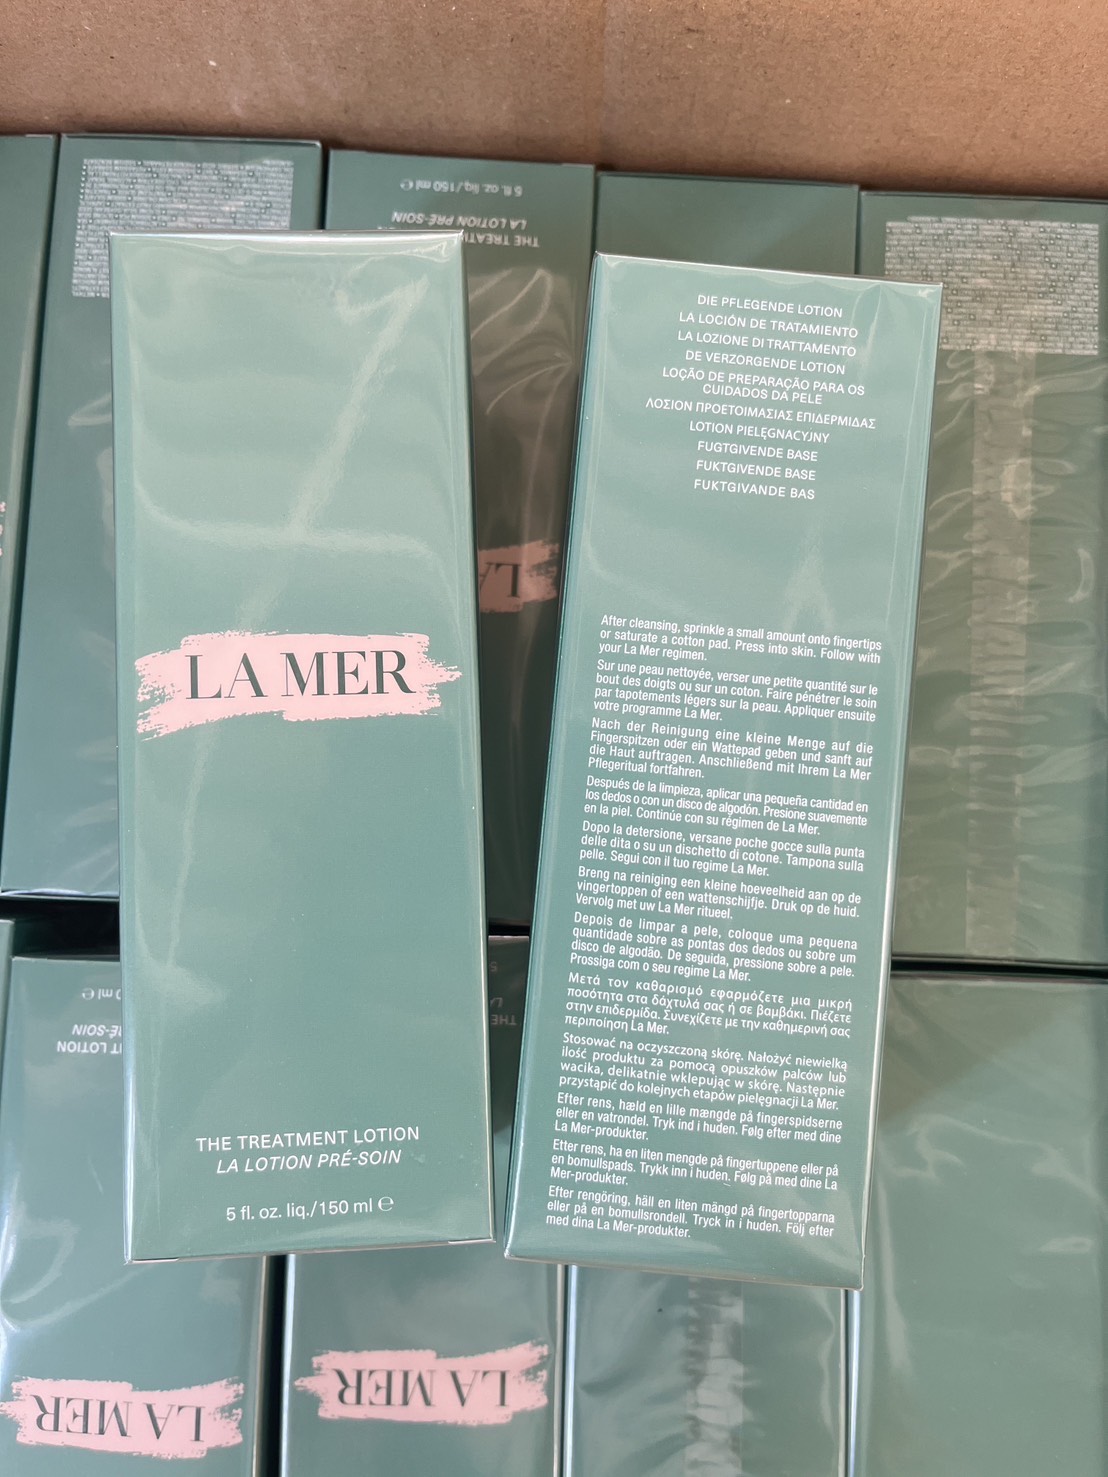 LA MER
THE TREATMENT LOTION
LA LOTION PRÉ-SOIN
5 fl. oz. liq./150 ml ℮
DIE PFLEGENDE LOTION
LA LOCIÓN DE TRATAMIENTO
LA LOZIONE DI TRATTAMENTO
DE VERZORGENDE LOTION
LOÇÃO DE PREPARAÇÃO PARA OS
CUIDADOS DA PELE
ΛΟΣΙΟΝ ΠΡΟΕΤΟΙΜΑΣΙΑΣ ΕΠΙΔΕΡΜΙΔΑΣ
LOTION PIELĘGNACYJNY
FUGTGIVENDE BASE
FUKTGIVENDE BASE
FUKTGIVANDE BAS
After cleansing, sprinkle a small amount onto fingertips
or saturate a cotton pad. Press into skin. Follow with
your La Mer regimen.
Sur une peau nettoyée, verser une petite quantité sur le
bout des doigts ou sur un coton. Faire pénétrer le soin
par tapotements légers sur la peau. Appliquer ensuite
votre programme La Mer.
Nach der Reinigung eine kleine Menge auf die
Fingerspitzen oder ein Wattepad geben und sanft auf
die Haut auftragen. Anschließend mit Ihrem La Mer
Pflegeritual fortfahren.
Después de la limpieza, aplicar una pequeña cantidad en
los dedos o con un disco de algodón. Presione suavemente
en la piel. Continúe con su régimen de La Mer.
Dopo la detersione, versane poche gocce sulla punta
delle dita o su un dischetto di cotone. Tampona sulla
pelle. Segui con il tuo regime La Mer.
Breng na reiniging een kleine hoeveelheid aan op de
vingertoppen of een wattenschijfje. Druk op de huid.
Vervolg met uw La Mer ritueel.
Depois de limpar a pele, coloque uma pequena
quantidade sobre as pontas dos dedos ou sobre um
disco de algodão. De seguida, pressione sobre a pele.
Prossiga com o seu regime La Mer.
Μετά τον καθαρισμό εφαρμόζετε μια μικρή
ποσότητα στα δάχτυλά σας ή σε βαμβάκι. Πιέζετε
στην επιδερμίδα. Συνεχίζετε με την καθημερινή σας
περιποίηση La Mer.
Stosować na oczyszczoną skórę. Nałożyć niewielką
ilość produktu za pomocą opuszków palców lub
wacika, delikatnie wklepując w skórę. Następnie
przystąpić do kolejnych etapów pielęgnacji La Mer.
Efter rens, hæld en lille mængde på fingerspidserne
eller en vatrondel. Tryk ind i huden. Følg efter med dine
La Mer-produkter.
Etter rens, ha en liten mengde på fingertuppene eller på
en bomullspads. Trykk inn i huden. Følg på med dine La
Mer-produkter.
Efter rengöring, häll en liten mängd på fingertopparna
eller på en bomullsrondell. Tryck in i huden. Följ efter
med dina La Mer-produkter.
5 fl. oz. liq./150 ml ℮
LA LOTION PRÉ-SOIN
THE
LA
ml ℮
LOTION
THE
LA MER
LA MER